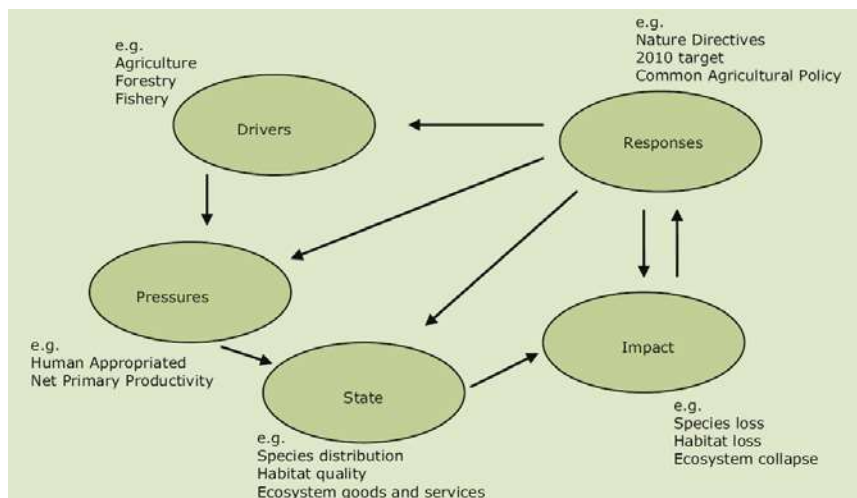 e.g.
Agriculture
Forestry
Fishery
Drivers
e.g.
Nature Directives
2010 target
Common Agricultural Policy
Responses
Pressures
e.g.
Human Appropriated
Net Primary Productivity
State
e.g.
Species distribution
Habitat quality
Ecosystem goods and services
Impact
e.g.
Species loss
Habitat loss
Ecosystem collapse